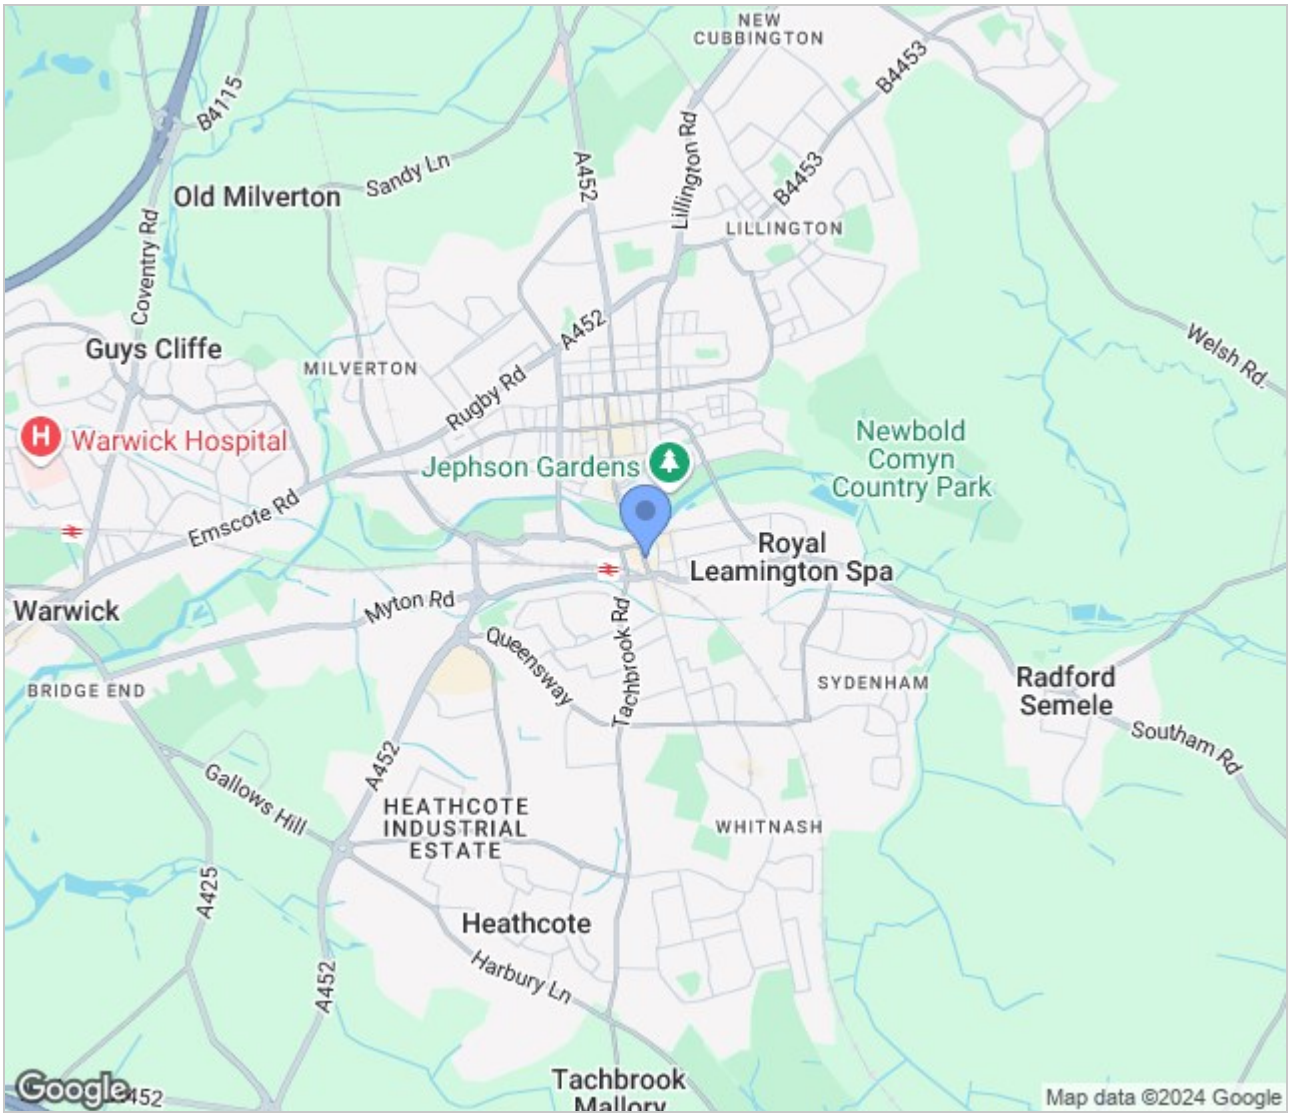 NEW
CUBBINGTON
B4453
B4115
Lillington Rd
A452
Sandy Ln
B4453
Old Milverton
LILLINGTON
Coventry Rd
A452
Welsh Rd
Guys Cliffe
MILVERTON
Rugby Rd
H
Warwick Hospital
Newbold
Comyn
Country Park
Jephson Gardens
Emscote Rd
Royal
Leamington Spa
Warwick
Myton Rd
Queensway
Tachbrook Rd
BRIDGE END
SYDENHAM
Radford
Semele
Southam Rd
A452
Gallows Hill
HEATHCOTE
INDUSTRIAL
ESTATE
WHITNASH
A425
Heathcote
Harbury Ln
A452
Tachbrook
Mallory
Google
A452
Map data ©2024 Google